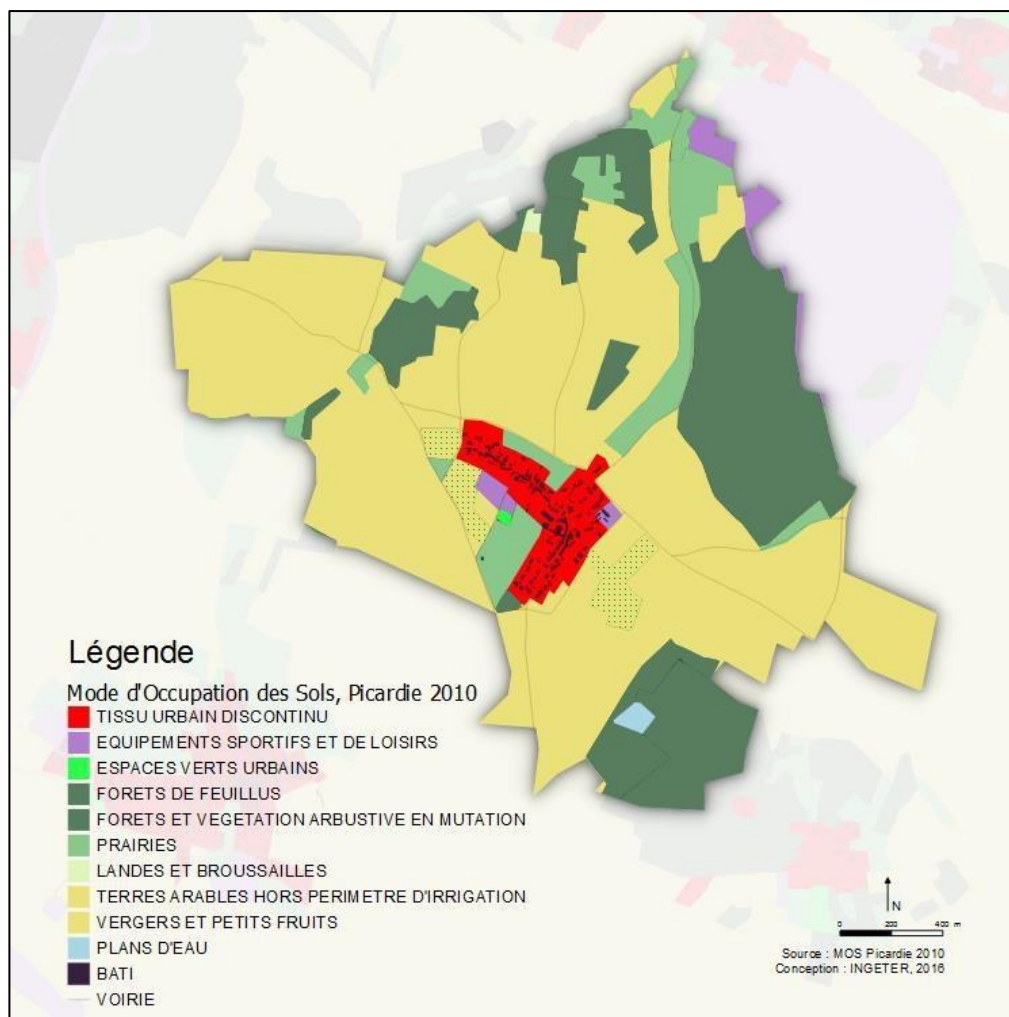 Légende
Mode d'Occupation des Sols, Picardie 2010
TISSU URBAIN DISCONTINU
EQUIPEMENTS SPORTIFS ET DE LOISIRS
ESPACES VERTS URBAINS
FORETS DE FEUILLUS
FORETS ET VEGETATION ARBUSTIVE EN MUTATION
PRAIRIES
LANDES ET BROUSSAILLES
TERRES ARABLES HORS PERIMETRE D'IRRIGATION
VERGERS ET PETITS FRUITS
PLANS D'EAU
BATI
VOIRIE
N
0 200 400 m
Source : MOS Picardie 2010
Conception : INGETER, 2016